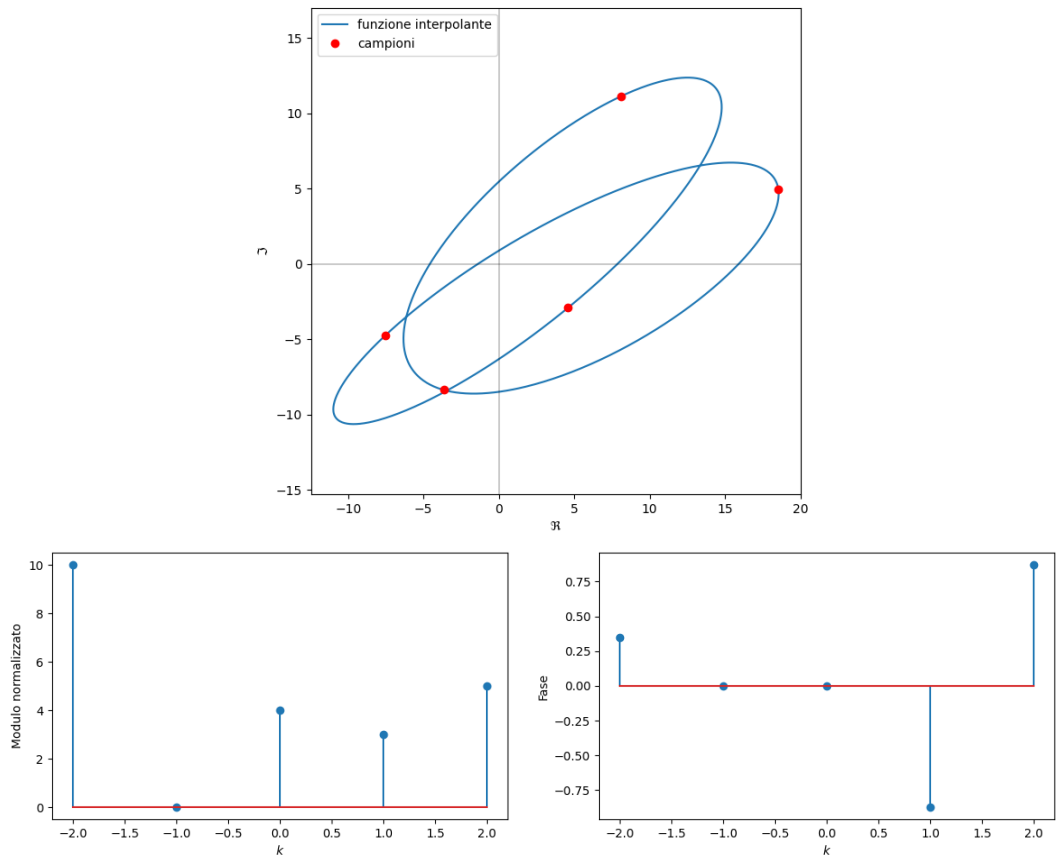 funzione interpolante
campioni
15
10
5
0
−5
−10
−15
ℑ
−10 −5 0 5 10 15 20
ℜ
10
8
6
4
2
0
Modulo normalizzato
−2.0 −1.5 −1.0 −0.5 0.0 0.5 1.0 1.5 2.0
k
0.75
0.50
0.25
0.00
−0.25
−0.50
−0.75
Fase
−2.0 −1.5 −1.0 −0.5 0.0 0.5 1.0 1.5 2.0
k